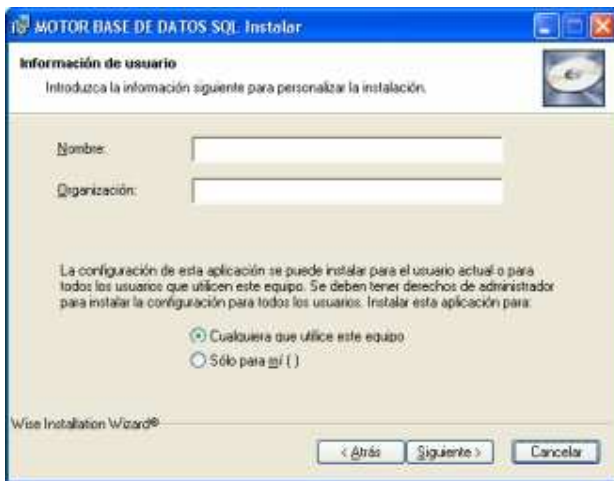 MOTOR BASE DE DATOS SQL Instalar
Información de usuario
Introduzca la información siguiente para personalizar la instalación.
Nombre:
Organización:
La configuración de esta aplicación se puede instalar para el usuario actual o para
todos los usuarios que utilicen este equipo. Se deben tener derechos de administrador
para instalar la configuración para todos los usuarios. Instalar esta aplicación para:
Cualquiera que utilice este equipo
Sólo para mí ( )
Wise Installation Wizard®
< Atrás Siguiente > Cancelar